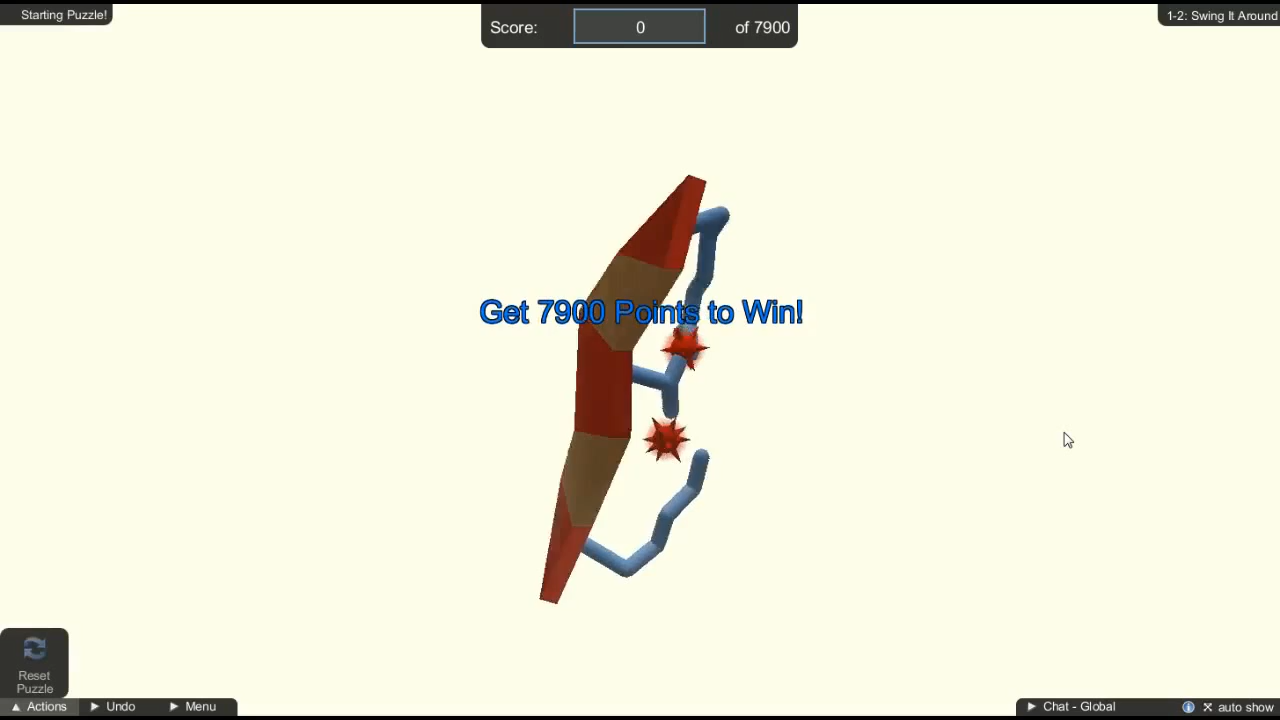 Starting Puzzle!
Score: 0 of 7900
1-2: Swing It Around
Get 7900 Points to Win!
Reset
Puzzle
Actions Undo Menu
Chat - Global auto show